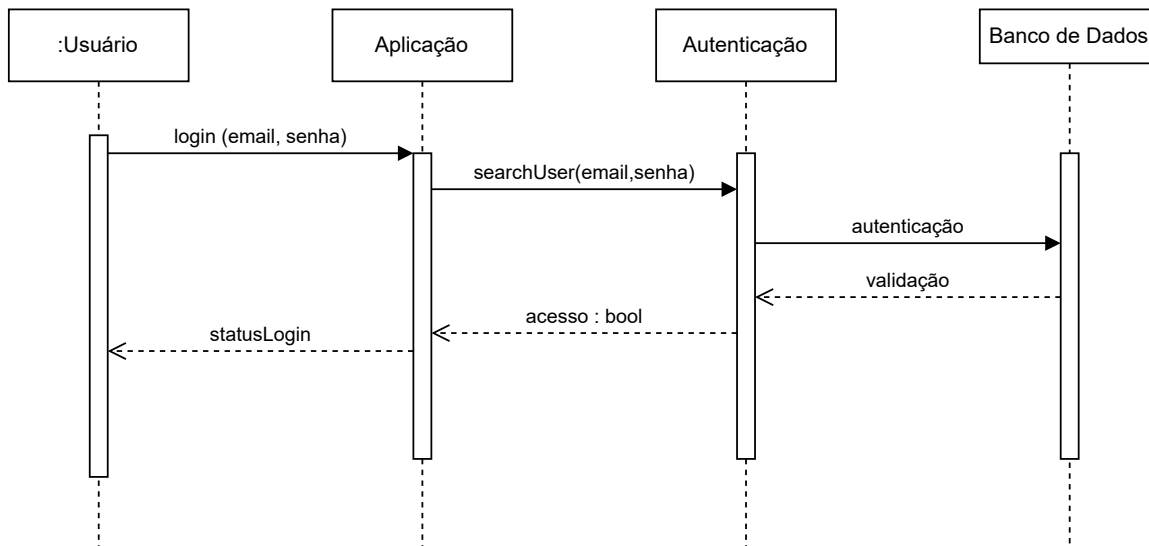 :Usuário
Aplicação
Autenticação
Banco de Dados
login (email, senha)
searchUser(email,senha)
autenticação
validação
acesso : bool
statusLogin